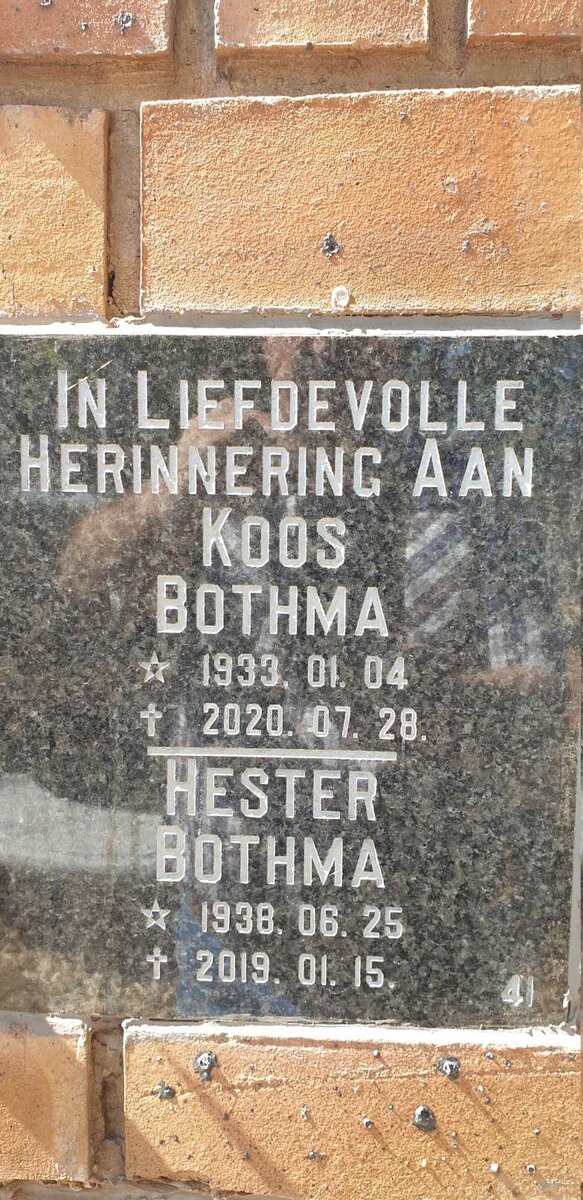 In Liefdevolle
Herinnering Aan
Koos
Bothma
☆ 1933. 01. 04
✝ 2020. 07. 28.
Hester
Bothma
☆ 1938. 06. 25
✝ 2019. 01. 15.
41